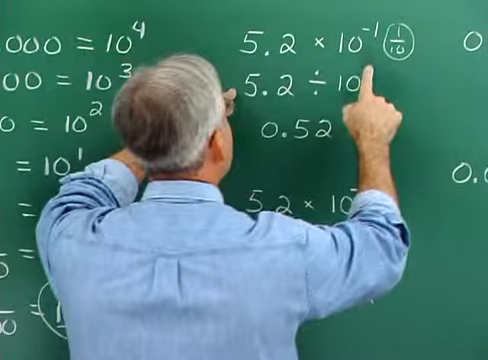 000 = 10⁴
00 = 10³
0 = 10²
= 10¹
=
=
5.2 × 10⁻¹ (1/10)
5.2 ÷ 10
0.52
5.2 × 10⁻
0
0.0